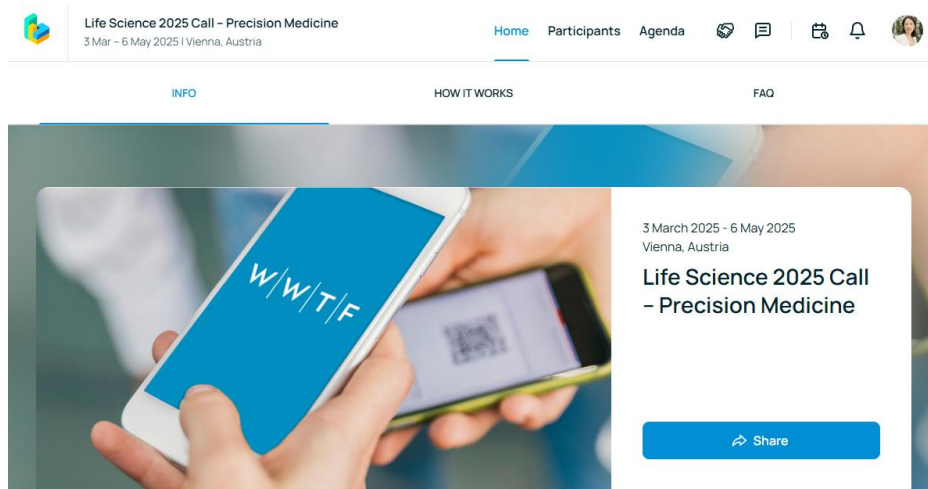 Life Science 2025 Call – Precision Medicine
3 Mar – 6 May 2025 | Vienna, Austria
Home
Participants
Agenda
INFO
HOW IT WORKS
FAQ
W/W/T/F
3 March 2025 - 6 May 2025
Vienna, Austria
Life Science 2025 Call
– Precision Medicine
Share